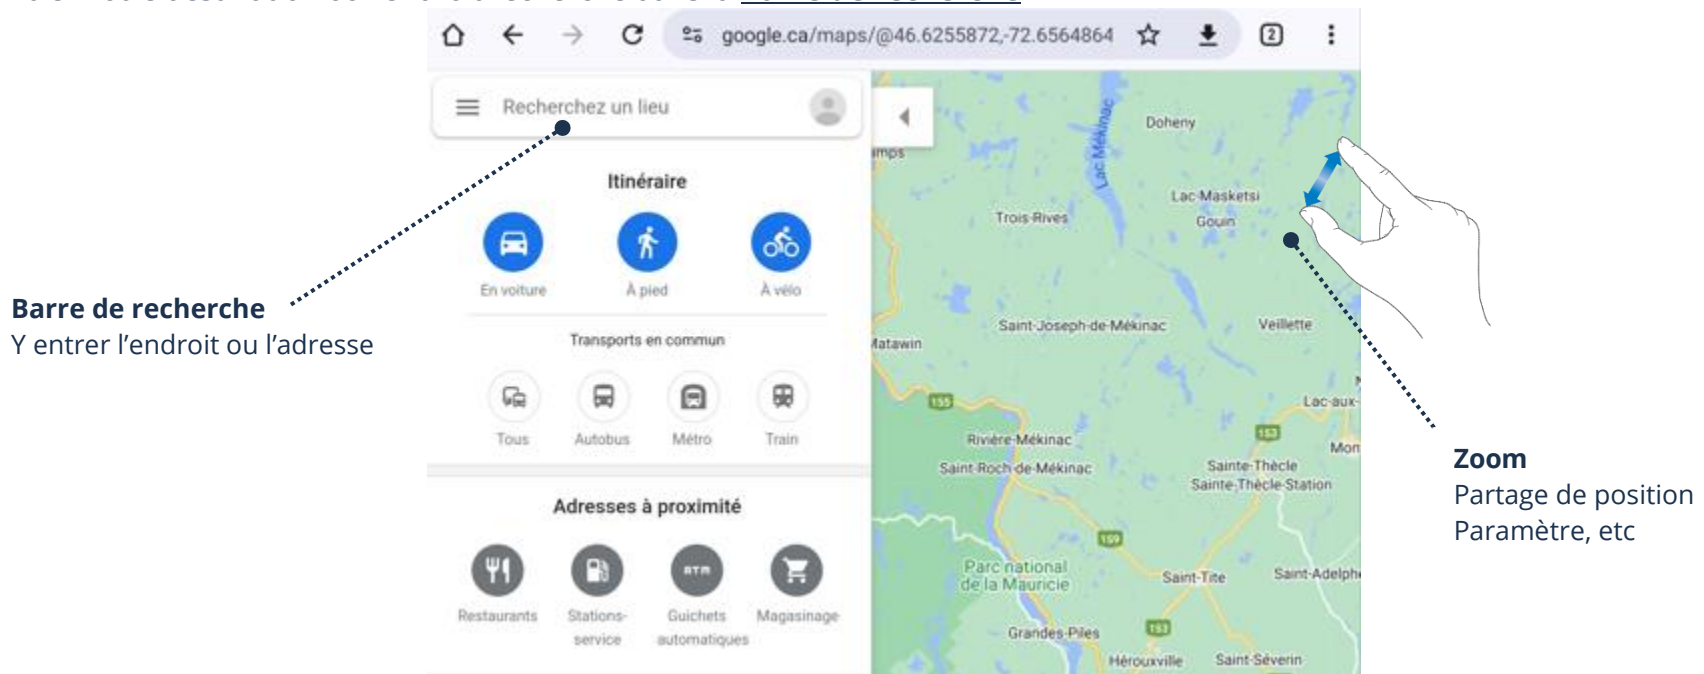 google.ca/maps/@46.6255872,-72.6564864
2
Recherchez un lieu
Itinéraire
En voiture
À pied
À vélo
Transports en commun
Tous
Autobus
Métro
Train
Adresses à proximité
Restaurants
Stations-
service
Guichets
automatiques
ATM
Magasinage
Barre de recherche
Y entrer l’endroit ou l’adresse
Doheny
Lac Mékinac
Lac-Masketsi
Gouin
Trois-Rives
Saint-Joseph-de-Mékinac
Veillette
Matawin
155
Lac-aux-
153
Rivière-Mékinac
Saint-Roch-de-Mékinac
Sainte-Thècle
Sainte-Thècle-Station
Mon
159
Parc national
de la Mauricie
Saint-Tite
Saint-Adelph
Grandes-Piles
153
Hérouxville
Saint-Séverin
Zoom
Partage de position
Paramètre, etc